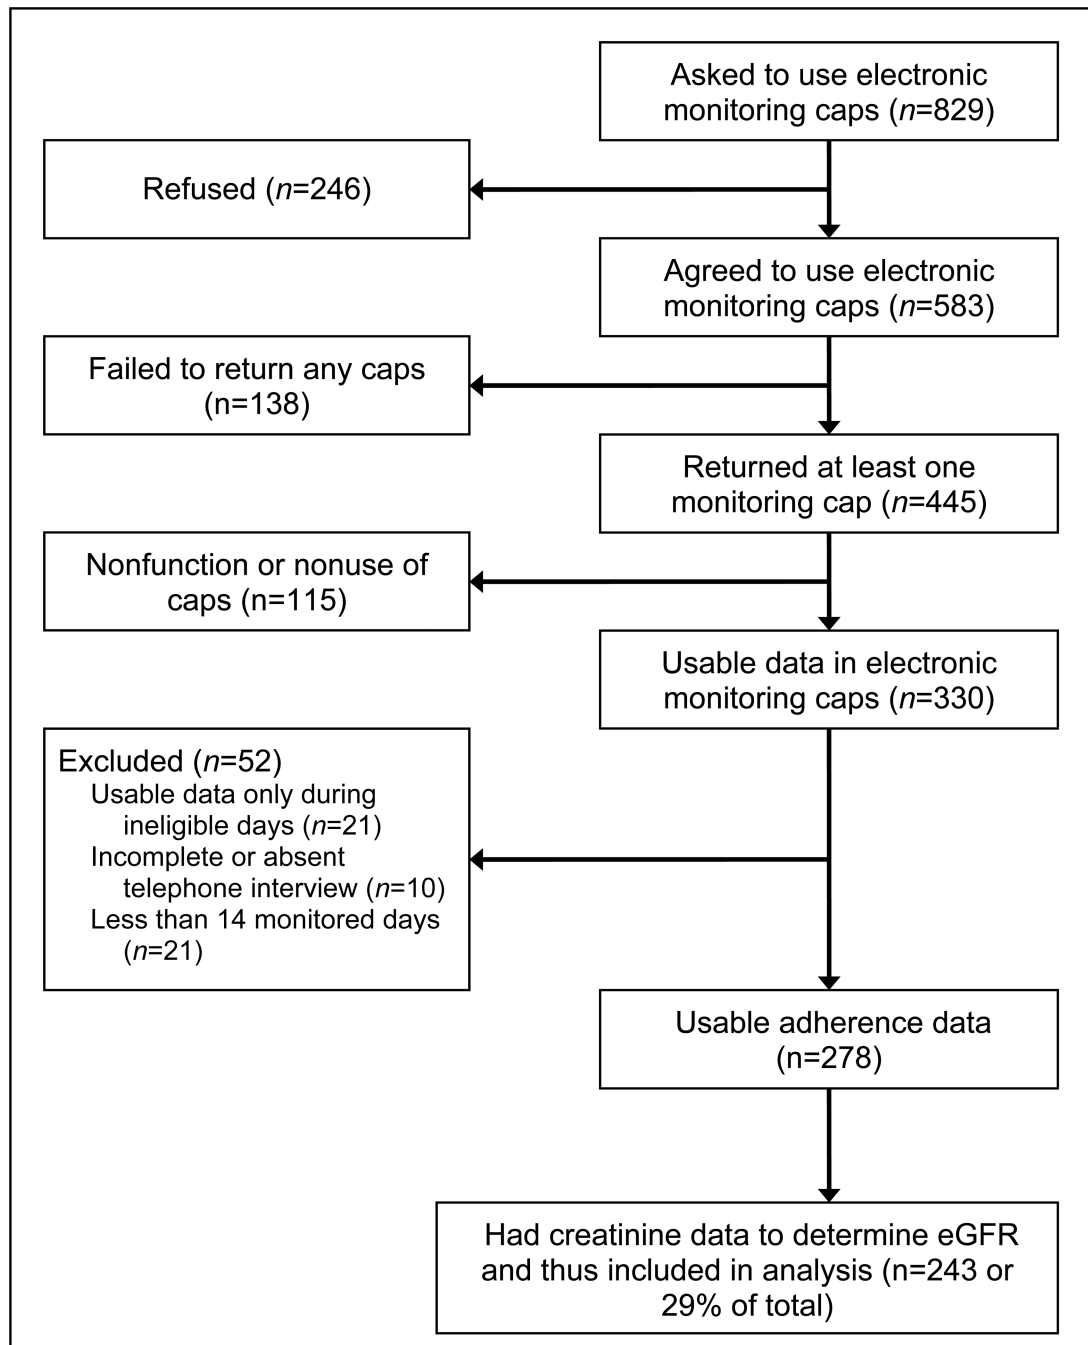 Asked to use electronic
monitoring caps (n=829)
Refused (n=246)
Agreed to use electronic
monitoring caps (n=583)
Failed to return any caps
(n=138)
Returned at least one
monitoring cap (n=445)
Nonfunction or nonuse of
caps (n=115)
Usable data in electronic
monitoring caps (n=330)
Excluded (n=52)
Usable data only during
ineligible days (n=21)
Incomplete or absent
telephone interview (n=10)
Less than 14 monitored days
(n=21)
Usable adherence data
(n=278)
Had creatinine data to determine eGFR
and thus included in analysis (n=243 or
29% of total)